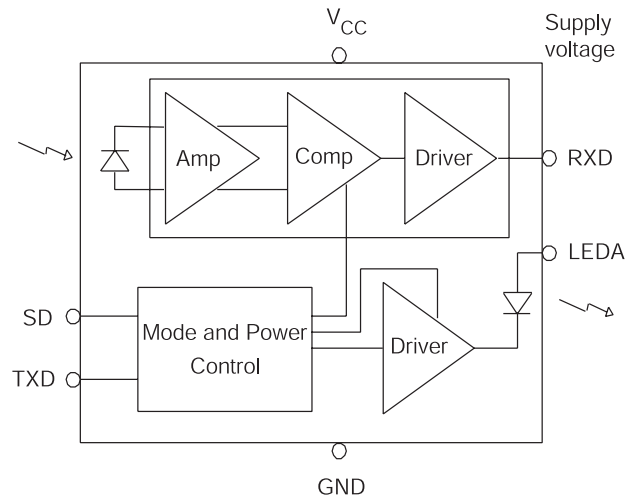 VCC
Supply
voltage
Amp
Comp
Driver
RXD
LEDA
SD
Mode and Power
Control
Driver
TXD
GND